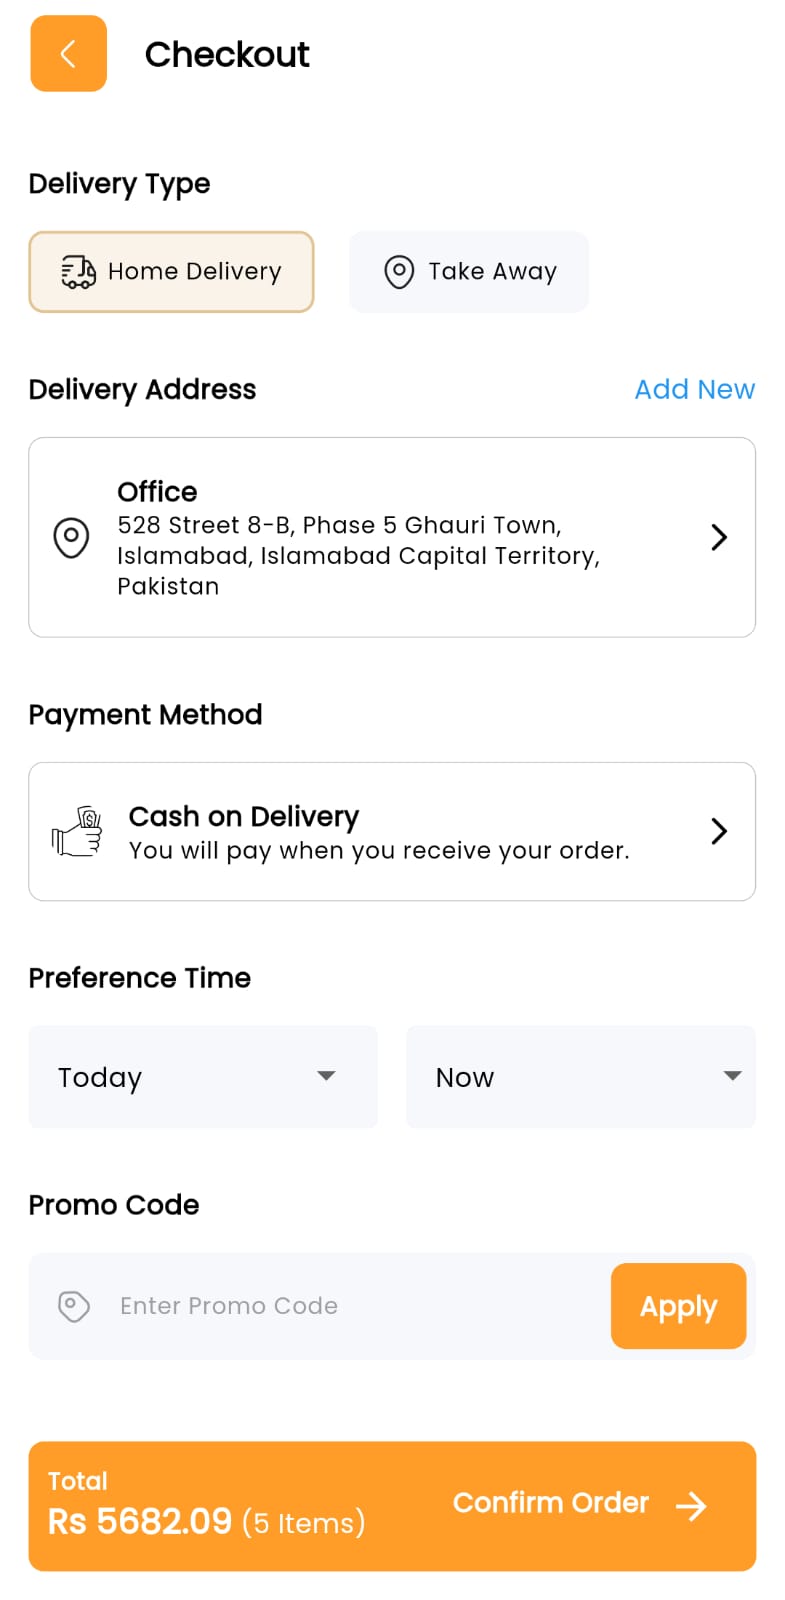 Checkout
Delivery Type
Home Delivery
Take Away
Delivery Address
Add New
Office
528 Street 8-B, Phase 5 Ghauri Town,
Islamabad, Islamabad Capital Territory,
Pakistan
Payment Method
Cash on Delivery
You will pay when you receive your order.
Preference Time
Today
Now
Promo Code
Enter Promo Code
Apply
Total
Rs 5682.09 (5 Items)
Confirm Order